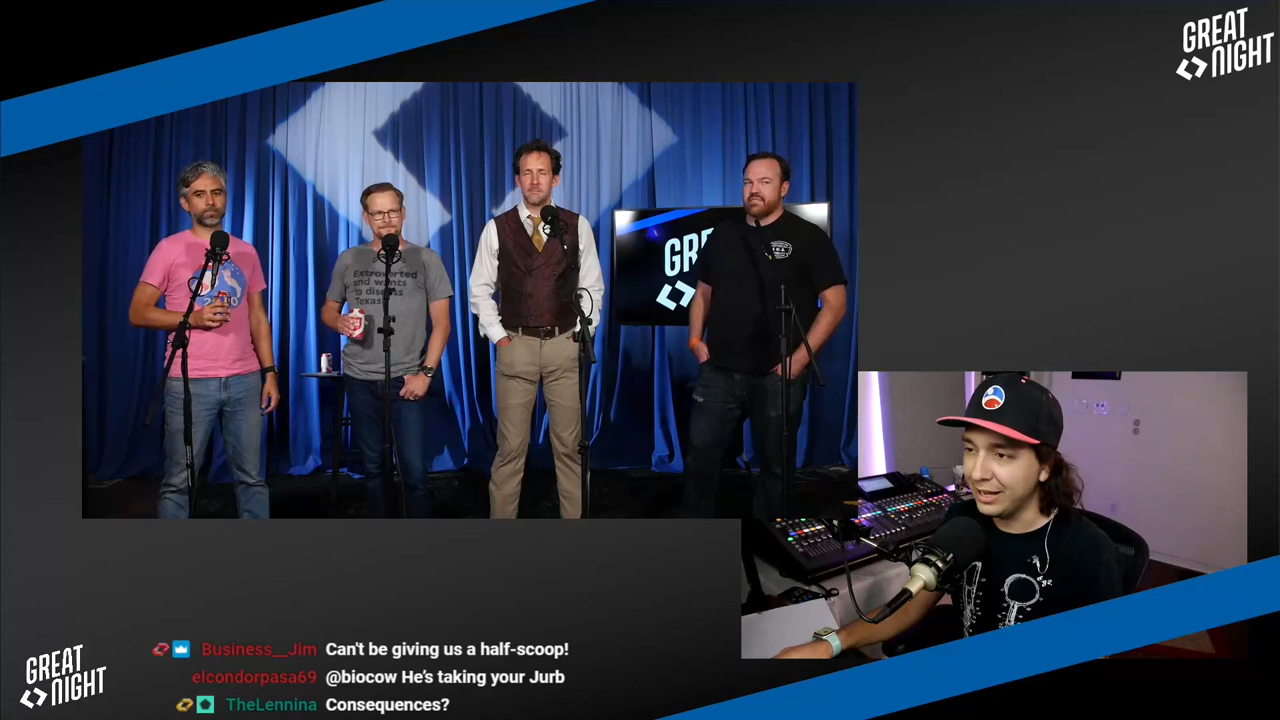 GREAT
NIGHT
GR
Extroverted
and wants
to discuss
Texas
GREAT
NIGHT
Business__Jim Can't be giving us a half-scoop!
elcondorpasa69 @biocow He's taking your Jurb
TheLennina Consequences?